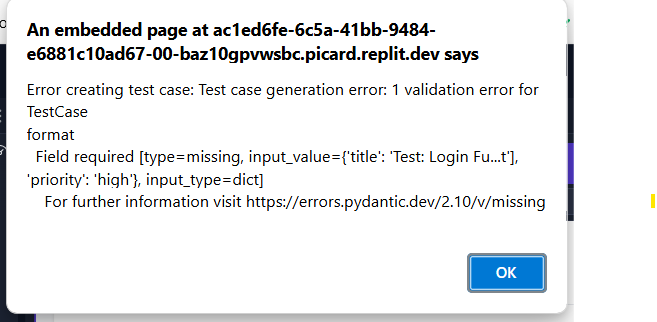 An embedded page at ac1ed6fe-6c5a-41bb-9484-
e6881c10ad67-00-baz10gpvwsbc.picard.replit.dev says
Error creating test case: Test case generation error: 1 validation error for
TestCase
format
Field required [type=missing, input_value={'title': 'Test: Login Fu...t'],
'priority': 'high'}, input_type=dict]
For further information visit https://errors.pydantic.dev/2.10/v/missing
OK